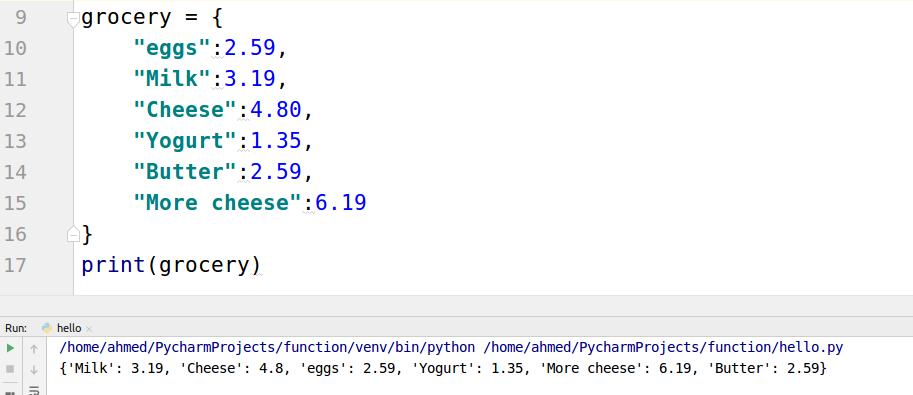 9 grocery = {
10     "eggs":2.59,
11     "Milk":3.19,
12     "Cheese":4.80,
13     "Yogurt":1.35,
14     "Butter":2.59,
15     "More cheese":6.19
16 }
17 print(grocery)
Run: hello
/home/ahmed/PycharmProjects/function/venv/bin/python /home/ahmed/PycharmProjects/function/hello.py
{'Milk': 3.19, 'Cheese': 4.8, 'eggs': 2.59, 'Yogurt': 1.35, 'More cheese': 6.19, 'Butter': 2.59}